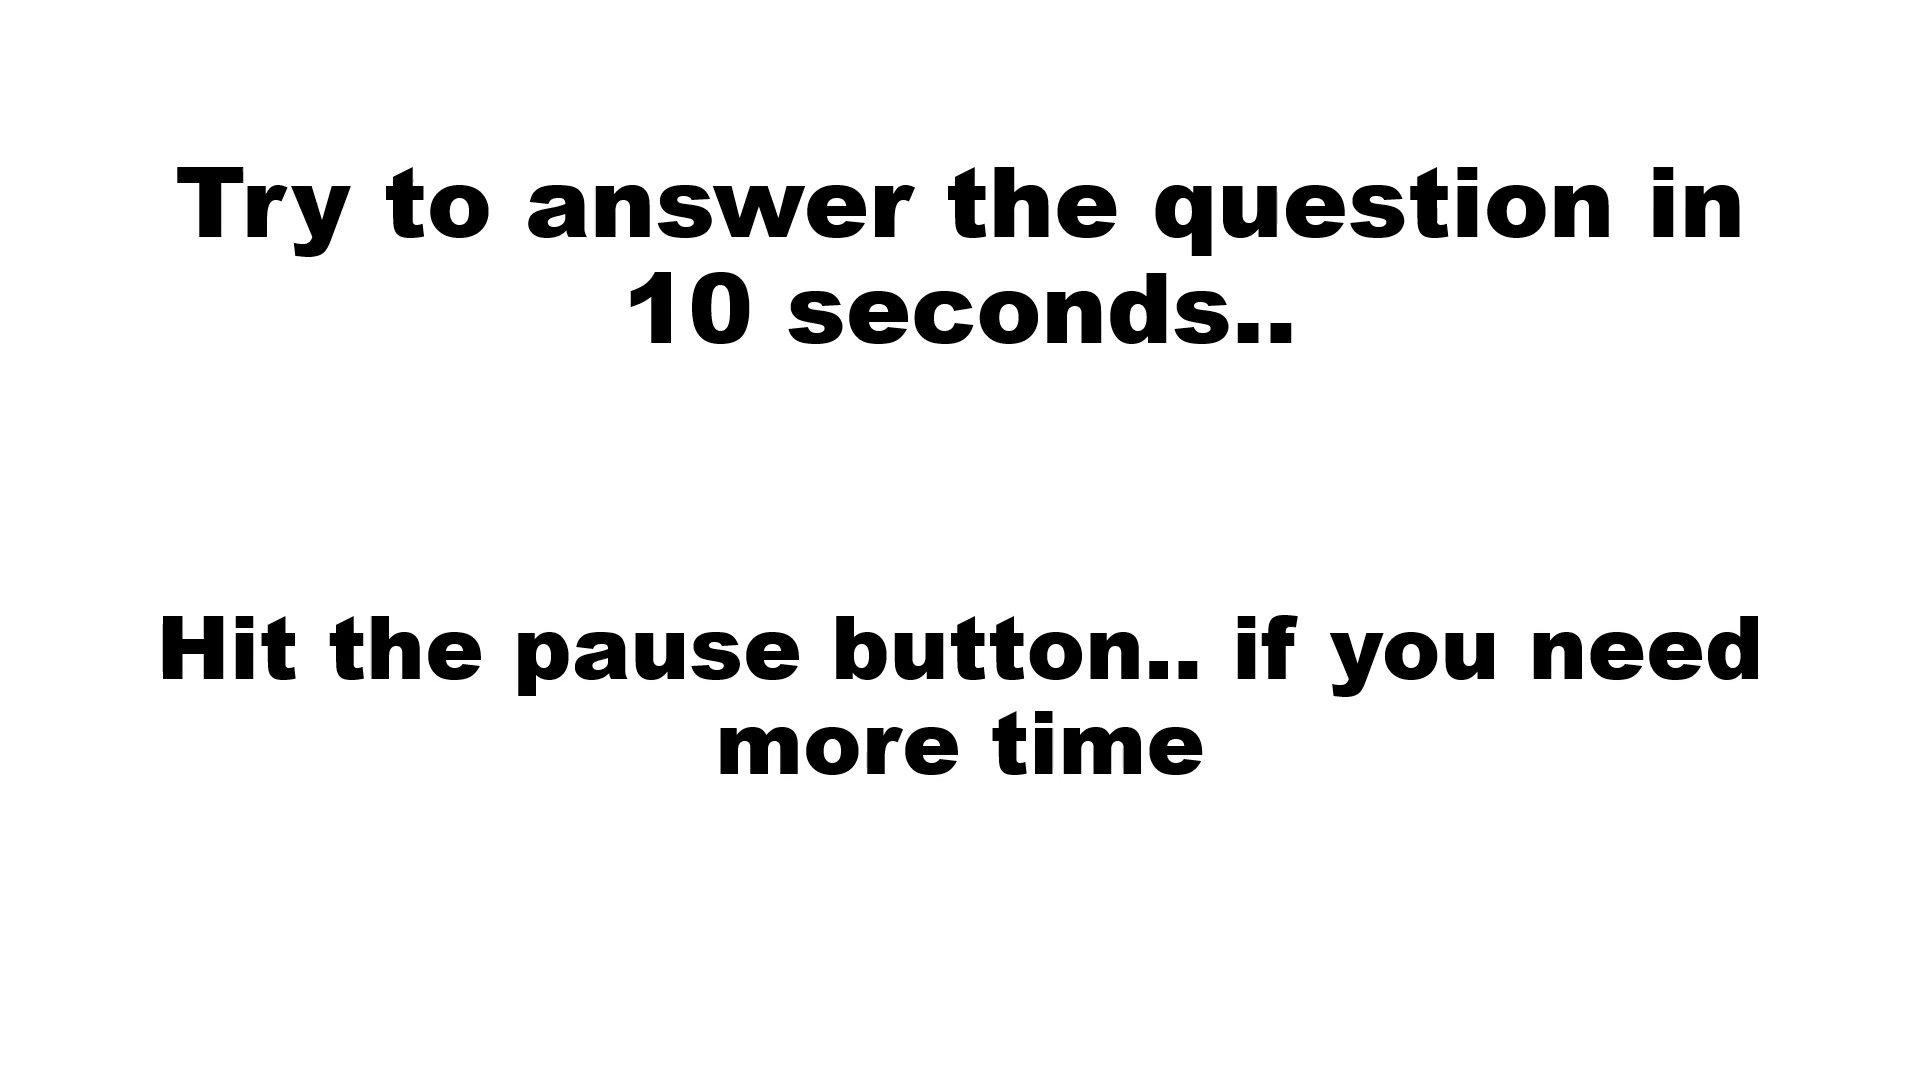 Try to answer the question in
10 seconds..
Hit the pause button.. if you need
more time